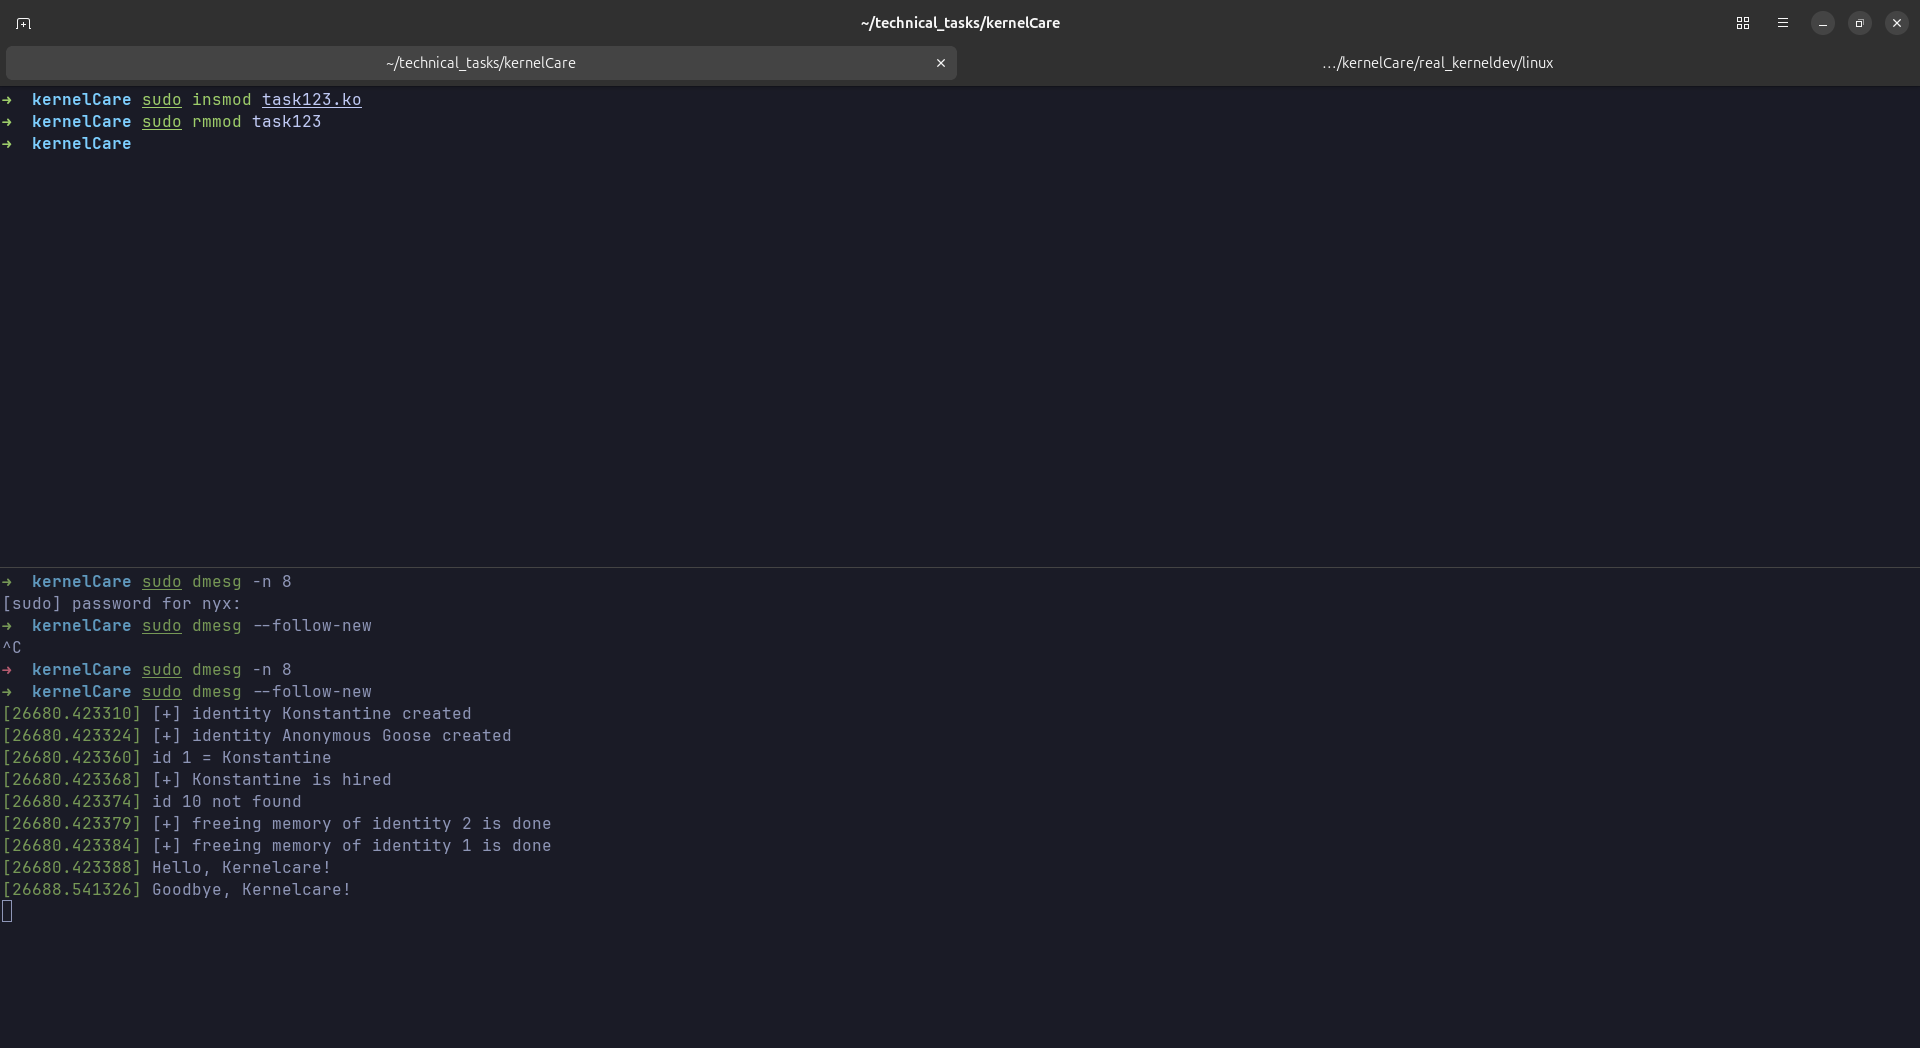 ~/technical_tasks/kernelCare
~/technical_tasks/kernelCare
…/kernelCare/real_kerneldev/linux
➜ kernelCare sudo insmod task123.ko
➜ kernelCare sudo rmmod task123
➜ kernelCare
➜ kernelCare sudo dmesg -n 8
[sudo] password for nyx:
➜ kernelCare sudo dmesg --follow-new
^C
➜ kernelCare sudo dmesg -n 8
➜ kernelCare sudo dmesg --follow-new
[26680.423310] [+] identity Konstantine created
[26680.423324] [+] identity Anonymous Goose created
[26680.423360] id 1 = Konstantine
[26680.423368] [+] Konstantine is hired
[26680.423374] id 10 not found
[26680.423379] [+] freeing memory of identity 2 is done
[26680.423384] [+] freeing memory of identity 1 is done
[26680.423388] Hello, Kernelcare!
[26688.541326] Goodbye, Kernelcare!